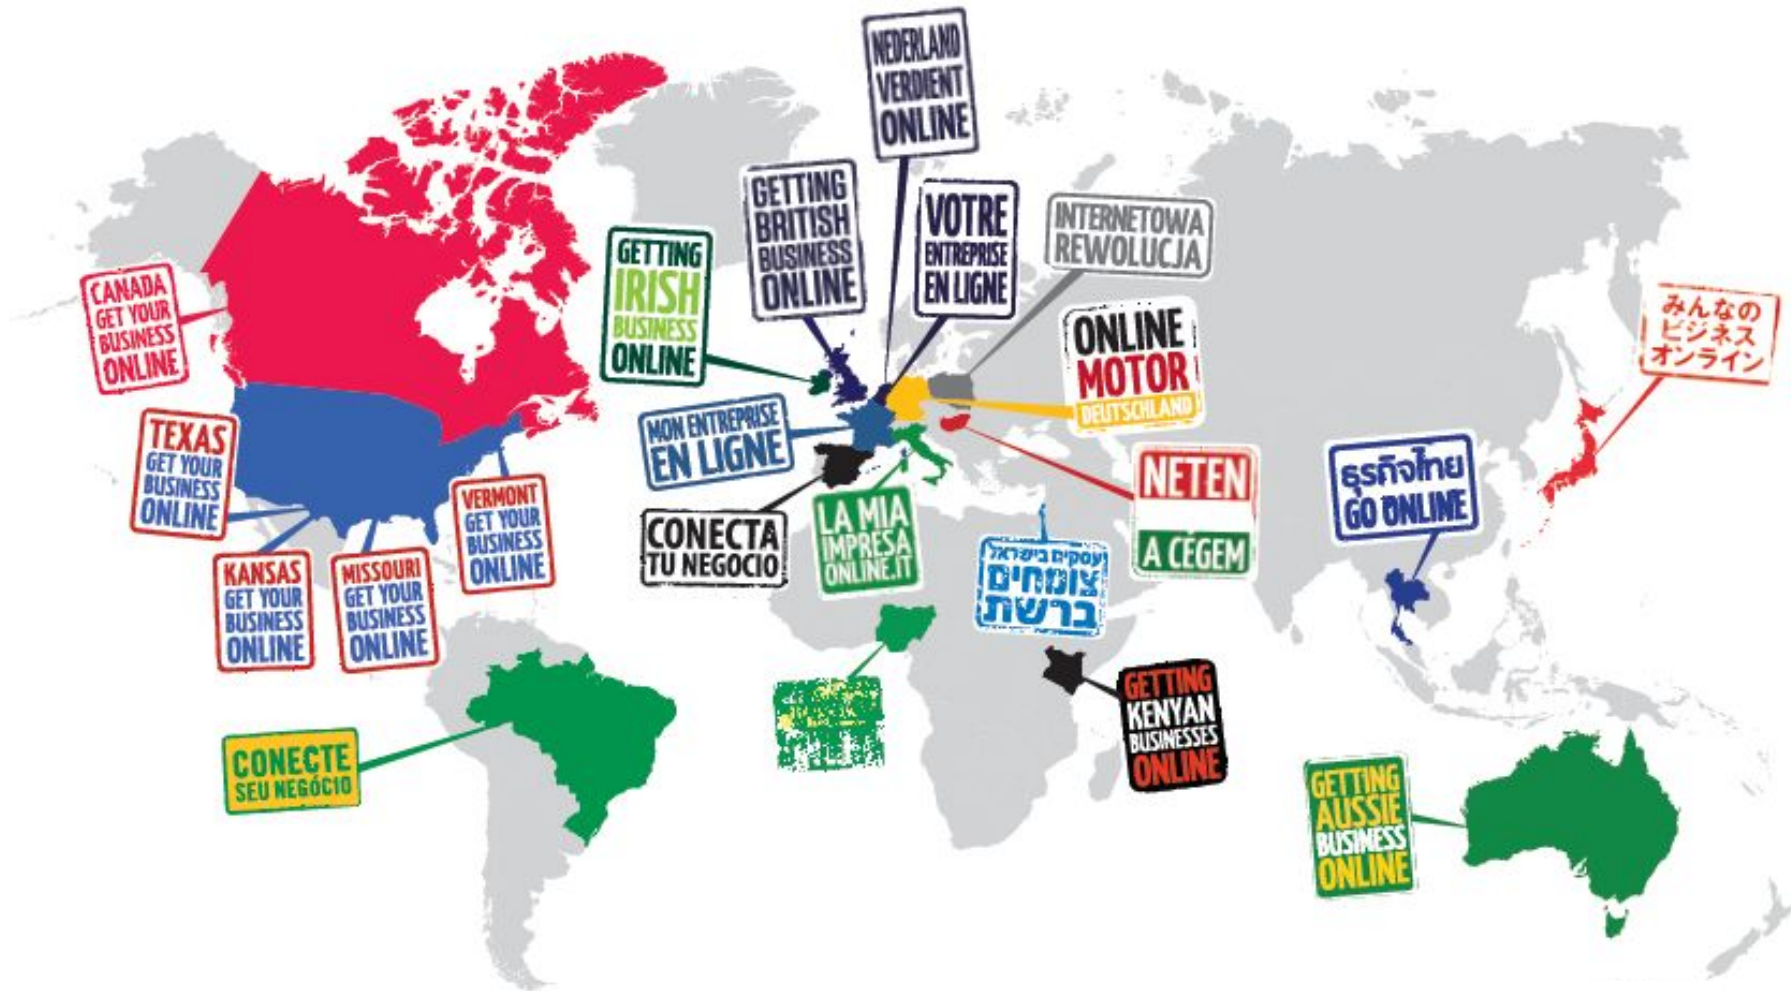 NEDERLAND
VERDIENT
ONLINE
GETTING
BRITISH
BUSINESS
ONLINE
VOTRE
ENTREPRISE
EN LIGNE
INTERNETOWA
REWOLUCJA
GETTING
IRISH
BUSINESS
ONLINE
CANADA
GET YOUR
BUSINESS
ONLINE
ONLINE
MOTOR
DEUTSCHLAND
みんなの
ビジネス
オンライン
MON ENTREPRISE
EN LIGNE
TEXAS
GET YOUR
BUSINESS
ONLINE
VERMONT
GET YOUR
BUSINESS
ONLINE
CONECTA
TU NEGOCIO
LA MIA
IMPRESA
ONLINE.IT
NETEN
A CÉGEM
ธุรกิจไทย
GO ONLINE
עסקים בישראל
צומחים
ברשת
KANSAS
GET YOUR
BUSINESS
ONLINE
MISSOURI
GET YOUR
BUSINESS
ONLINE
GETTING
KENYAN
BUSINESSES
ONLINE
CONECTE
SEU NEGÓCIO
GETTING
AUSSIE
BUSINESS
ONLINE